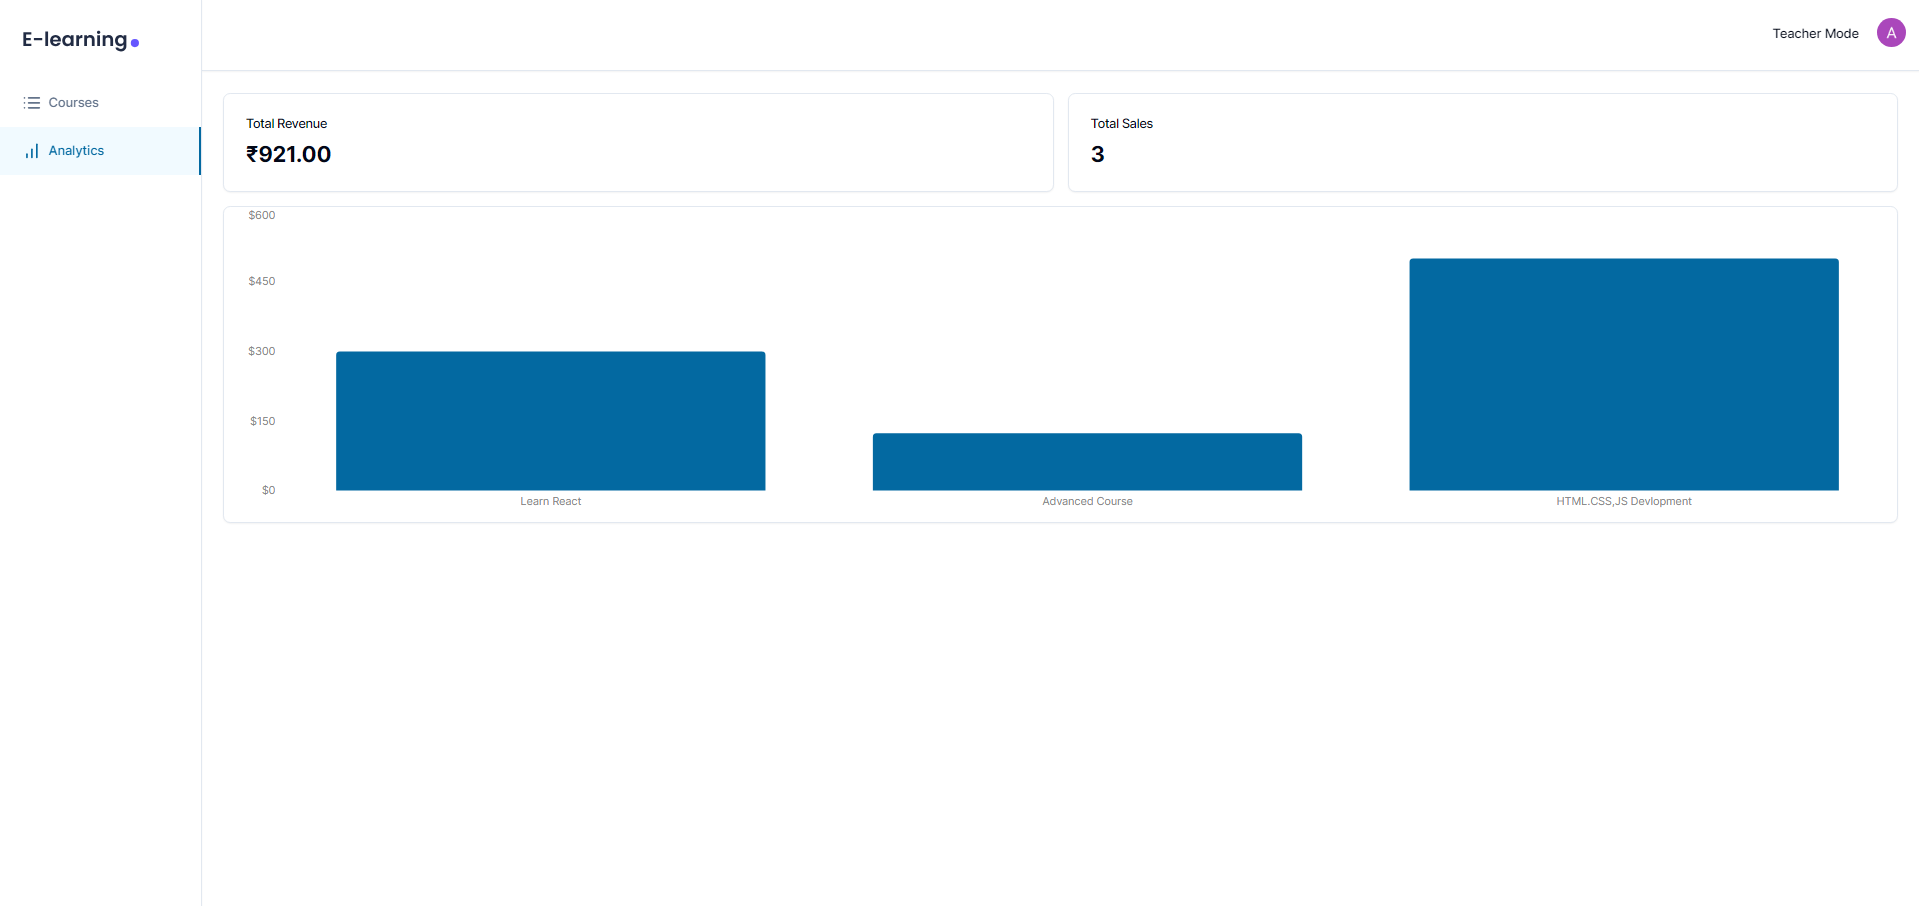 E-learning
Teacher Mode
A
Courses
Analytics
Total Revenue
₹921.00
Total Sales
3
$600
$450
$300
$150
$0
Learn React
Advanced Course
HTML.CSS,JS Devlopment